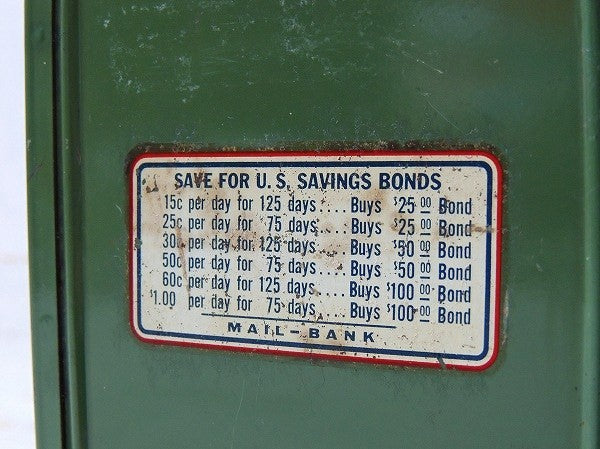 SAVE FOR U.S. SAVINGS BONDS
15c per day for 125 days .... Buys $25 00 Bond
25c per day for 75 days .... Buys $25 00 Bond
30c per day for 125 days .... Buys $50 00 Bond
50c per day for 75 days .... Buys $50 00 Bond
60c per day for 125 days .... Buys $100 00 Bond
$1.00 per day for 75 days .... Buys $100 00 Bond
MAIL-BANK